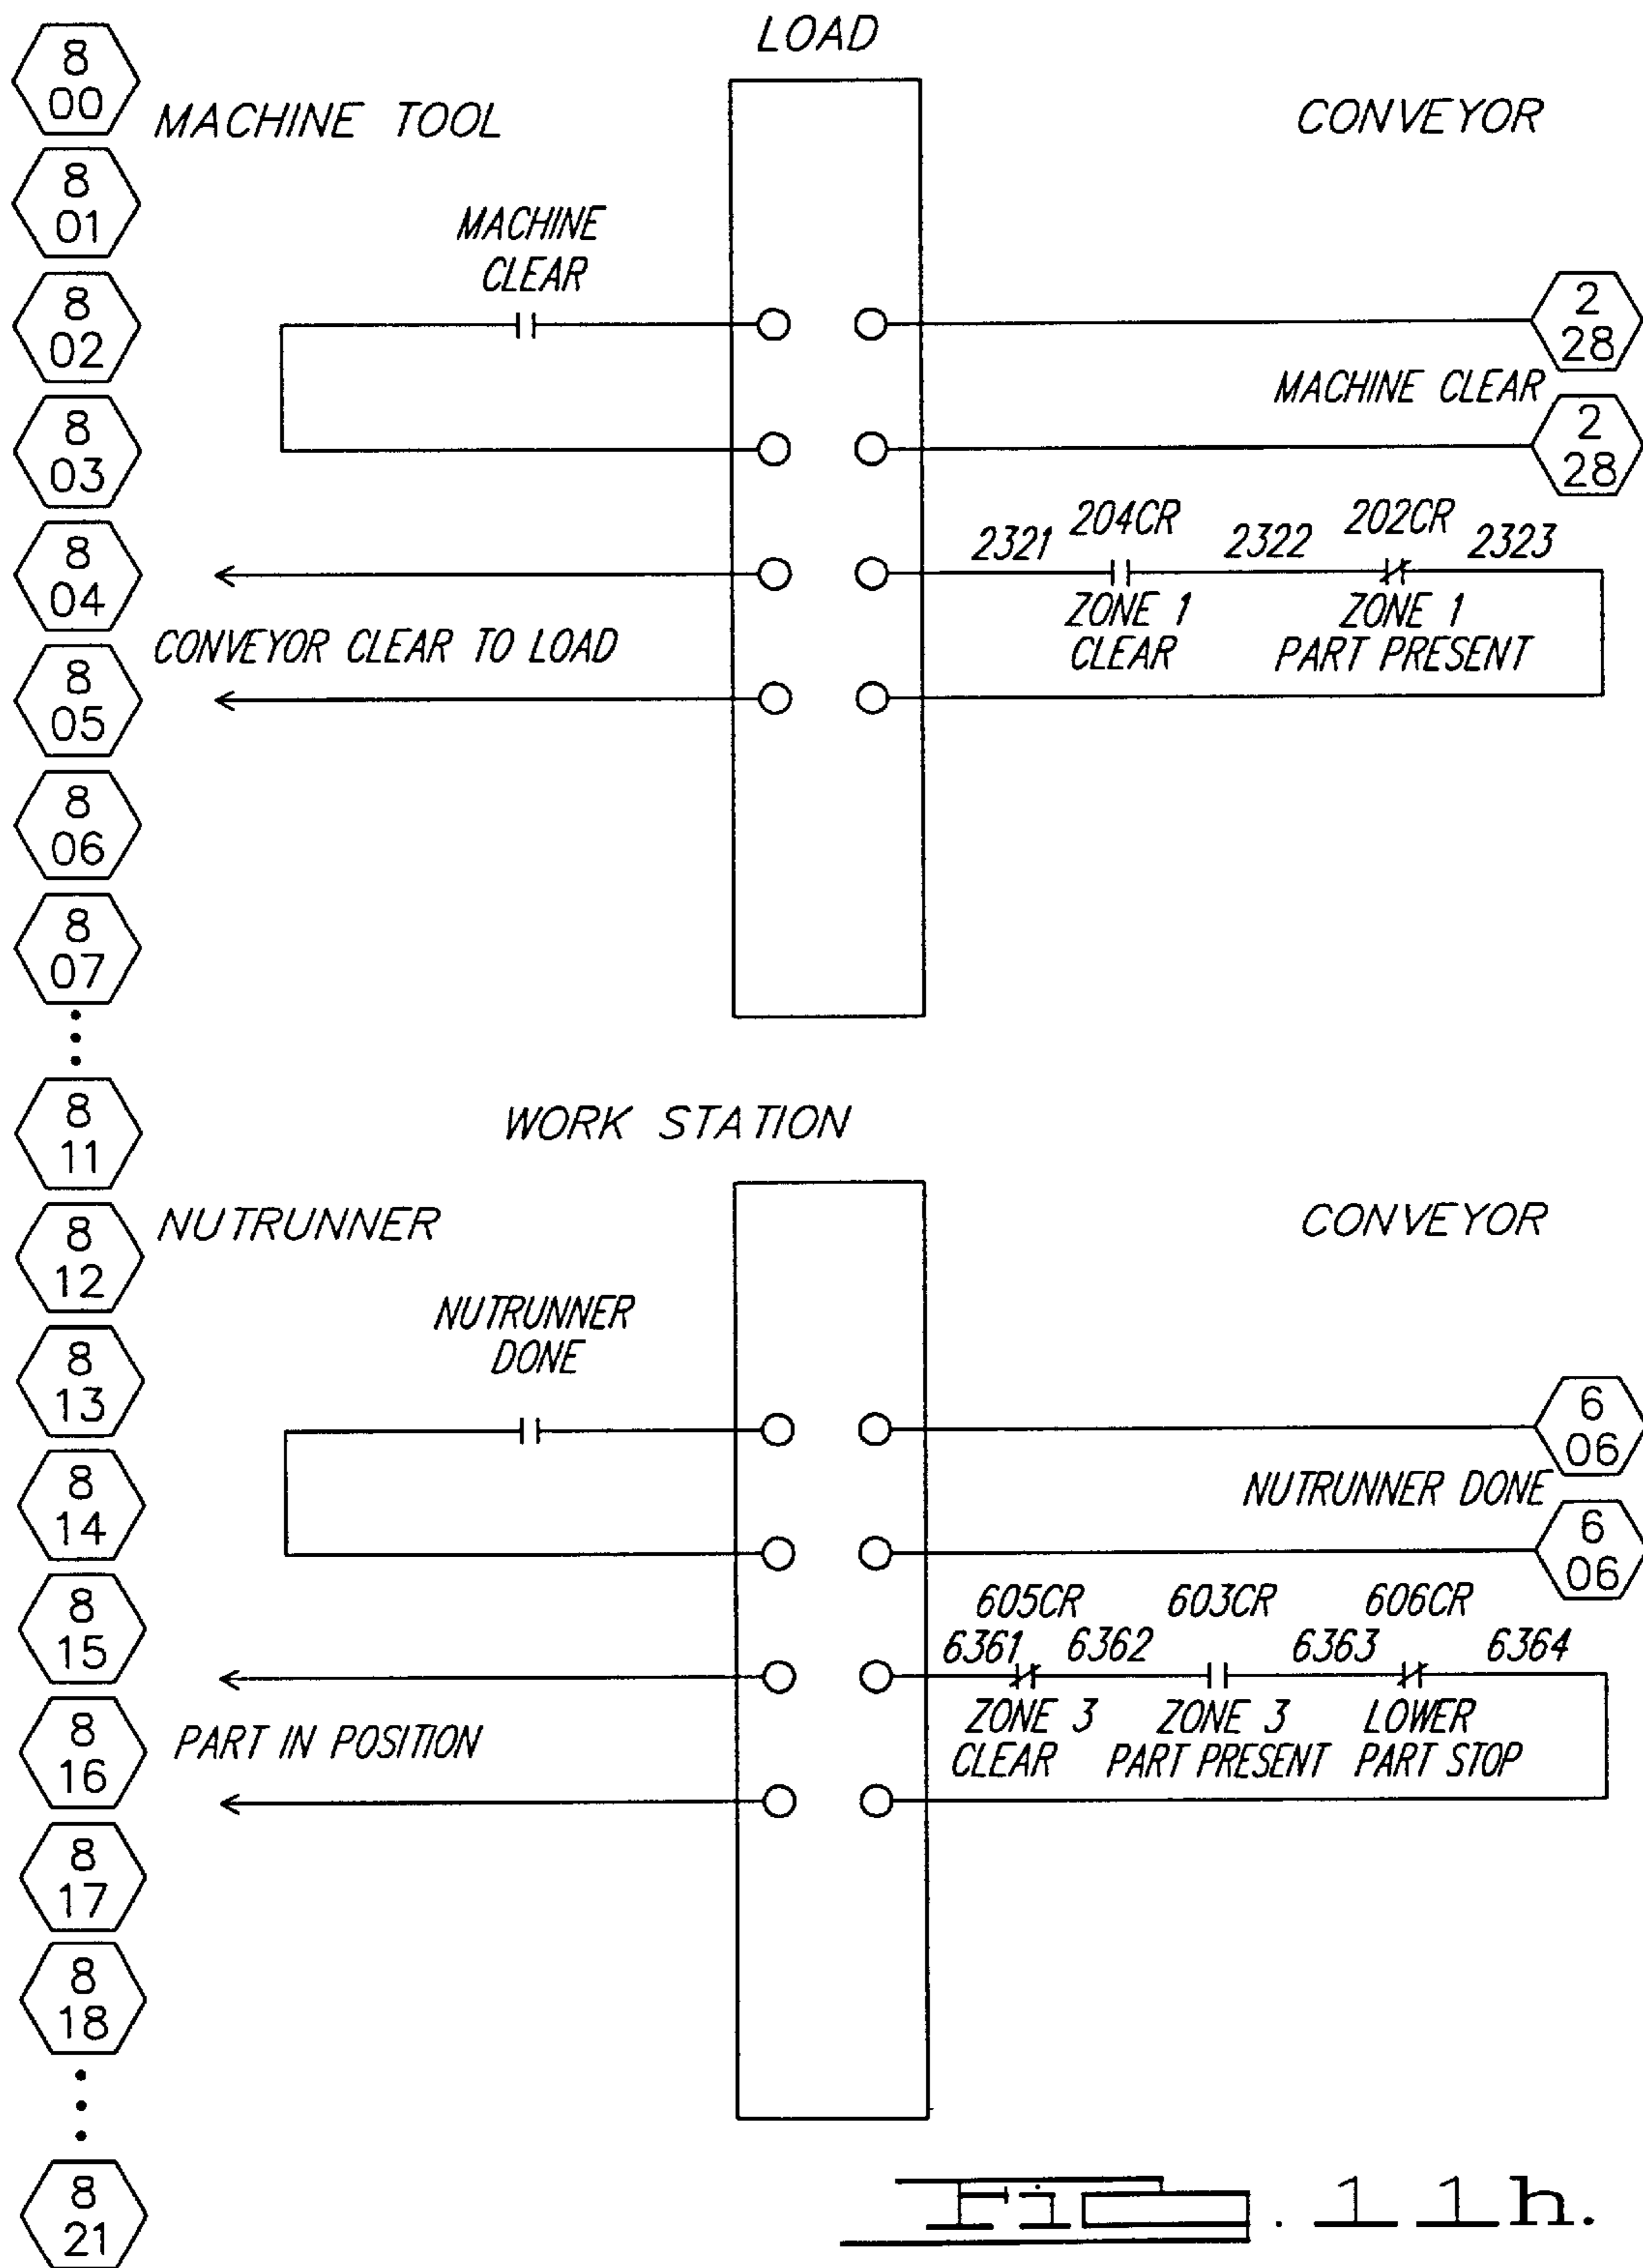 LOAD
8
00
MACHINE TOOL
CONVEYOR
8
01
MACHINE
CLEAR
8
02
2
28
MACHINE CLEAR
8
03
2
28
204CR
202CR
2321
2322
2323
8
04
ZONE 1
CLEAR
ZONE 1
PART PRESENT
CONVEYOR CLEAR TO LOAD
8
05
8
06
8
07
8
11
WORK STATION
8
12
NUTRUNNER
CONVEYOR
NUTRUNNER
DONE
8
13
6
06
8
14
NUTRUNNER DONE
6
06
8
15
605CR
603CR
606CR
6361
6362
6363
6364
8
16
PART IN POSITION
ZONE 3
CLEAR
ZONE 3
PART PRESENT
LOWER
PART STOP
8
17
8
18
8
21
Fig. 11h.